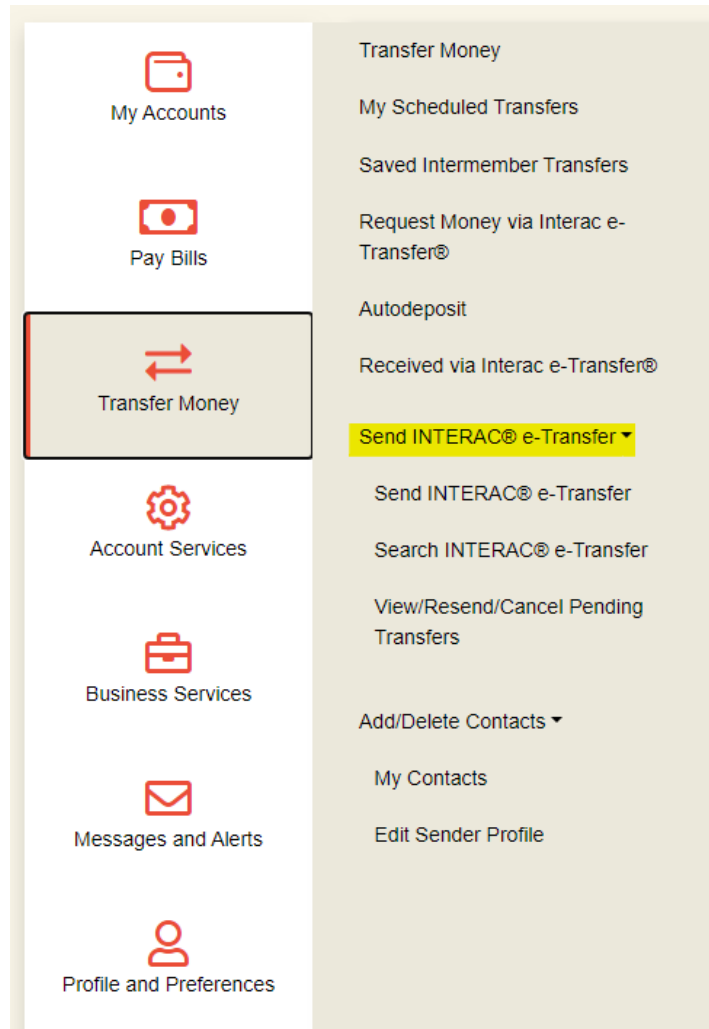 My Accounts
Pay Bills
Transfer Money
Account Services
Business Services
Messages and Alerts
Profile and Preferences
Transfer Money
My Scheduled Transfers
Saved Intermember Transfers
Request Money via Interac e-
Transfer®
Autodeposit
Received via Interac e-Transfer®
Send INTERAC® e-Transfer
Send INTERAC® e-Transfer
Search INTERAC® e-Transfer
View/Resend/Cancel Pending
Transfers
Add/Delete Contacts
My Contacts
Edit Sender Profile